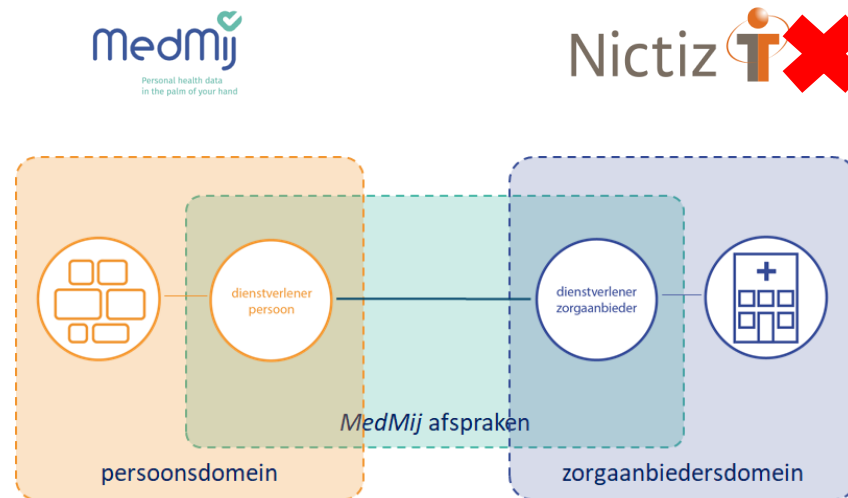 MedMij
Personal health data
in the palm of your hand
Nictiz
dienstverlener
persoon
dienstverlener
zorgaanbieder
MedMij afspraken
persoonsdomein
zorgaanbiedersdomein